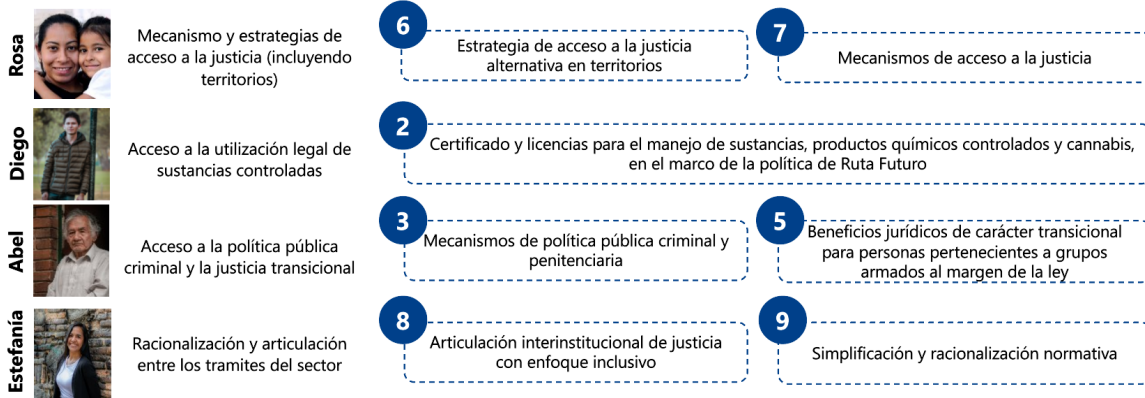 Rosa
Mecanismo y estrategias de
acceso a la justicia (incluyendo
territorios)
6
Estrategia de acceso a la justicia
alternativa en territorios
7
Mecanismos de acceso a la justicia
Diego
Acceso a la utilización legal de
sustancias controladas
2
Certificado y licencias para el manejo de sustancias, productos químicos controlados y cannabis,
en el marco de la política de Ruta Futuro
Abel
Acceso a la política pública
criminal y la justicia transicional
3
Mecanismos de política pública criminal y
penitenciaria
5
Beneficios jurídicos de carácter transicional
para personas pertenecientes a grupos
armados al margen de la ley
Estefanía
Racionalización y articulación
entre los tramites del sector
8
Articulación interinstitucional de justicia
con enfoque inclusivo
9
Simplificación y racionalización normativa